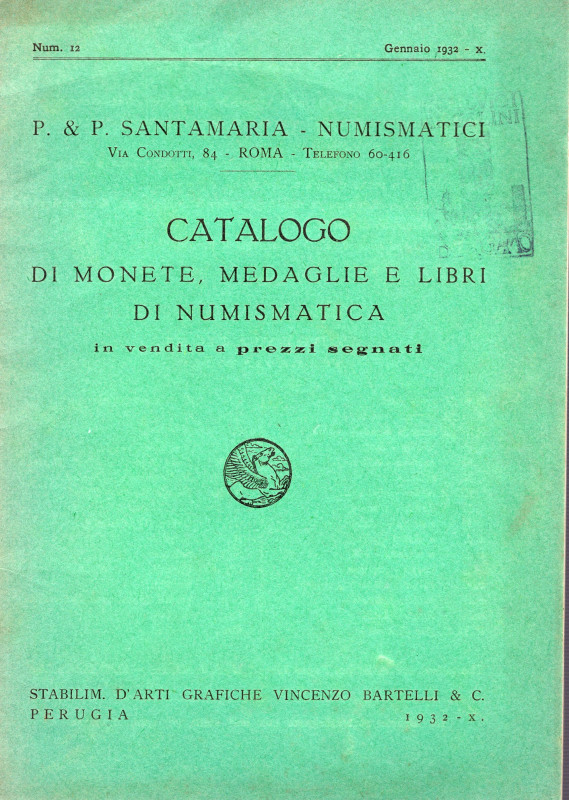 Num. 12 Gennaio 1932 - X.
P. & P. SANTAMARIA - NUMISMATICI
VIA CONDOTTI, 84 - ROMA - TELEFONO 60-416
CATALOGO
DI MONETE, MEDAGLIE E LIBRI
DI NUMISMATICA
in vendita a prezzi segnati
STABILIM. D'ARTI GRAFICHE VINCENZO BARTELLI & C.
PERUGIA 1932 - X.